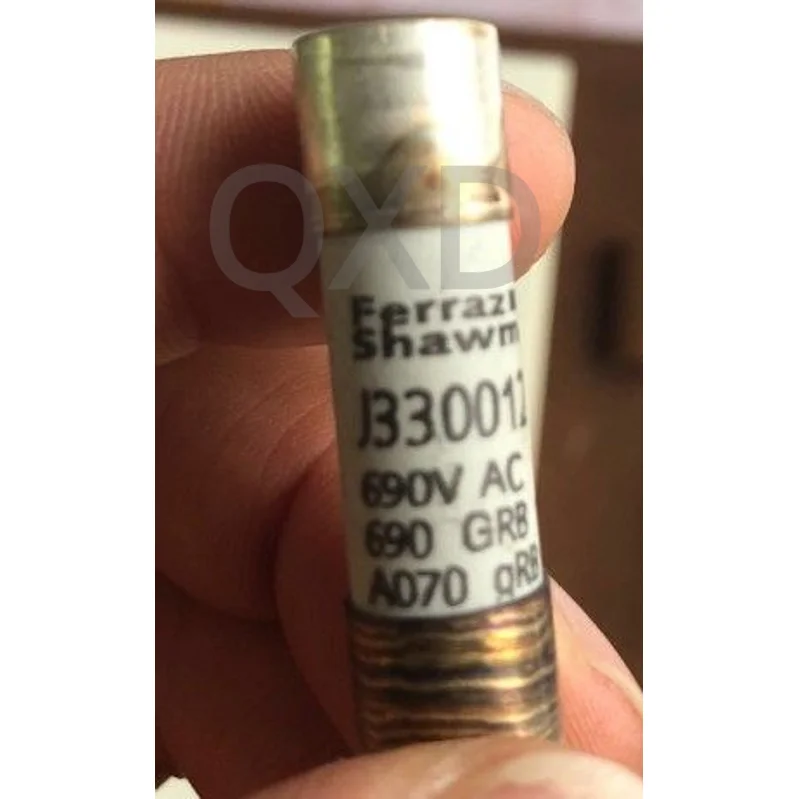 QXD
Ferraz
Shawm
J330012
690V AC
690 GRB
A070 gRB